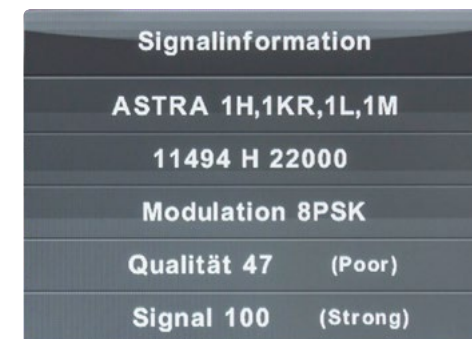 Signalinformation
ASTRA 1H,1KR,1L,1M
11494 H 22000
Modulation 8PSK
Qualität 47 (Poor)
Signal 100 (Strong)